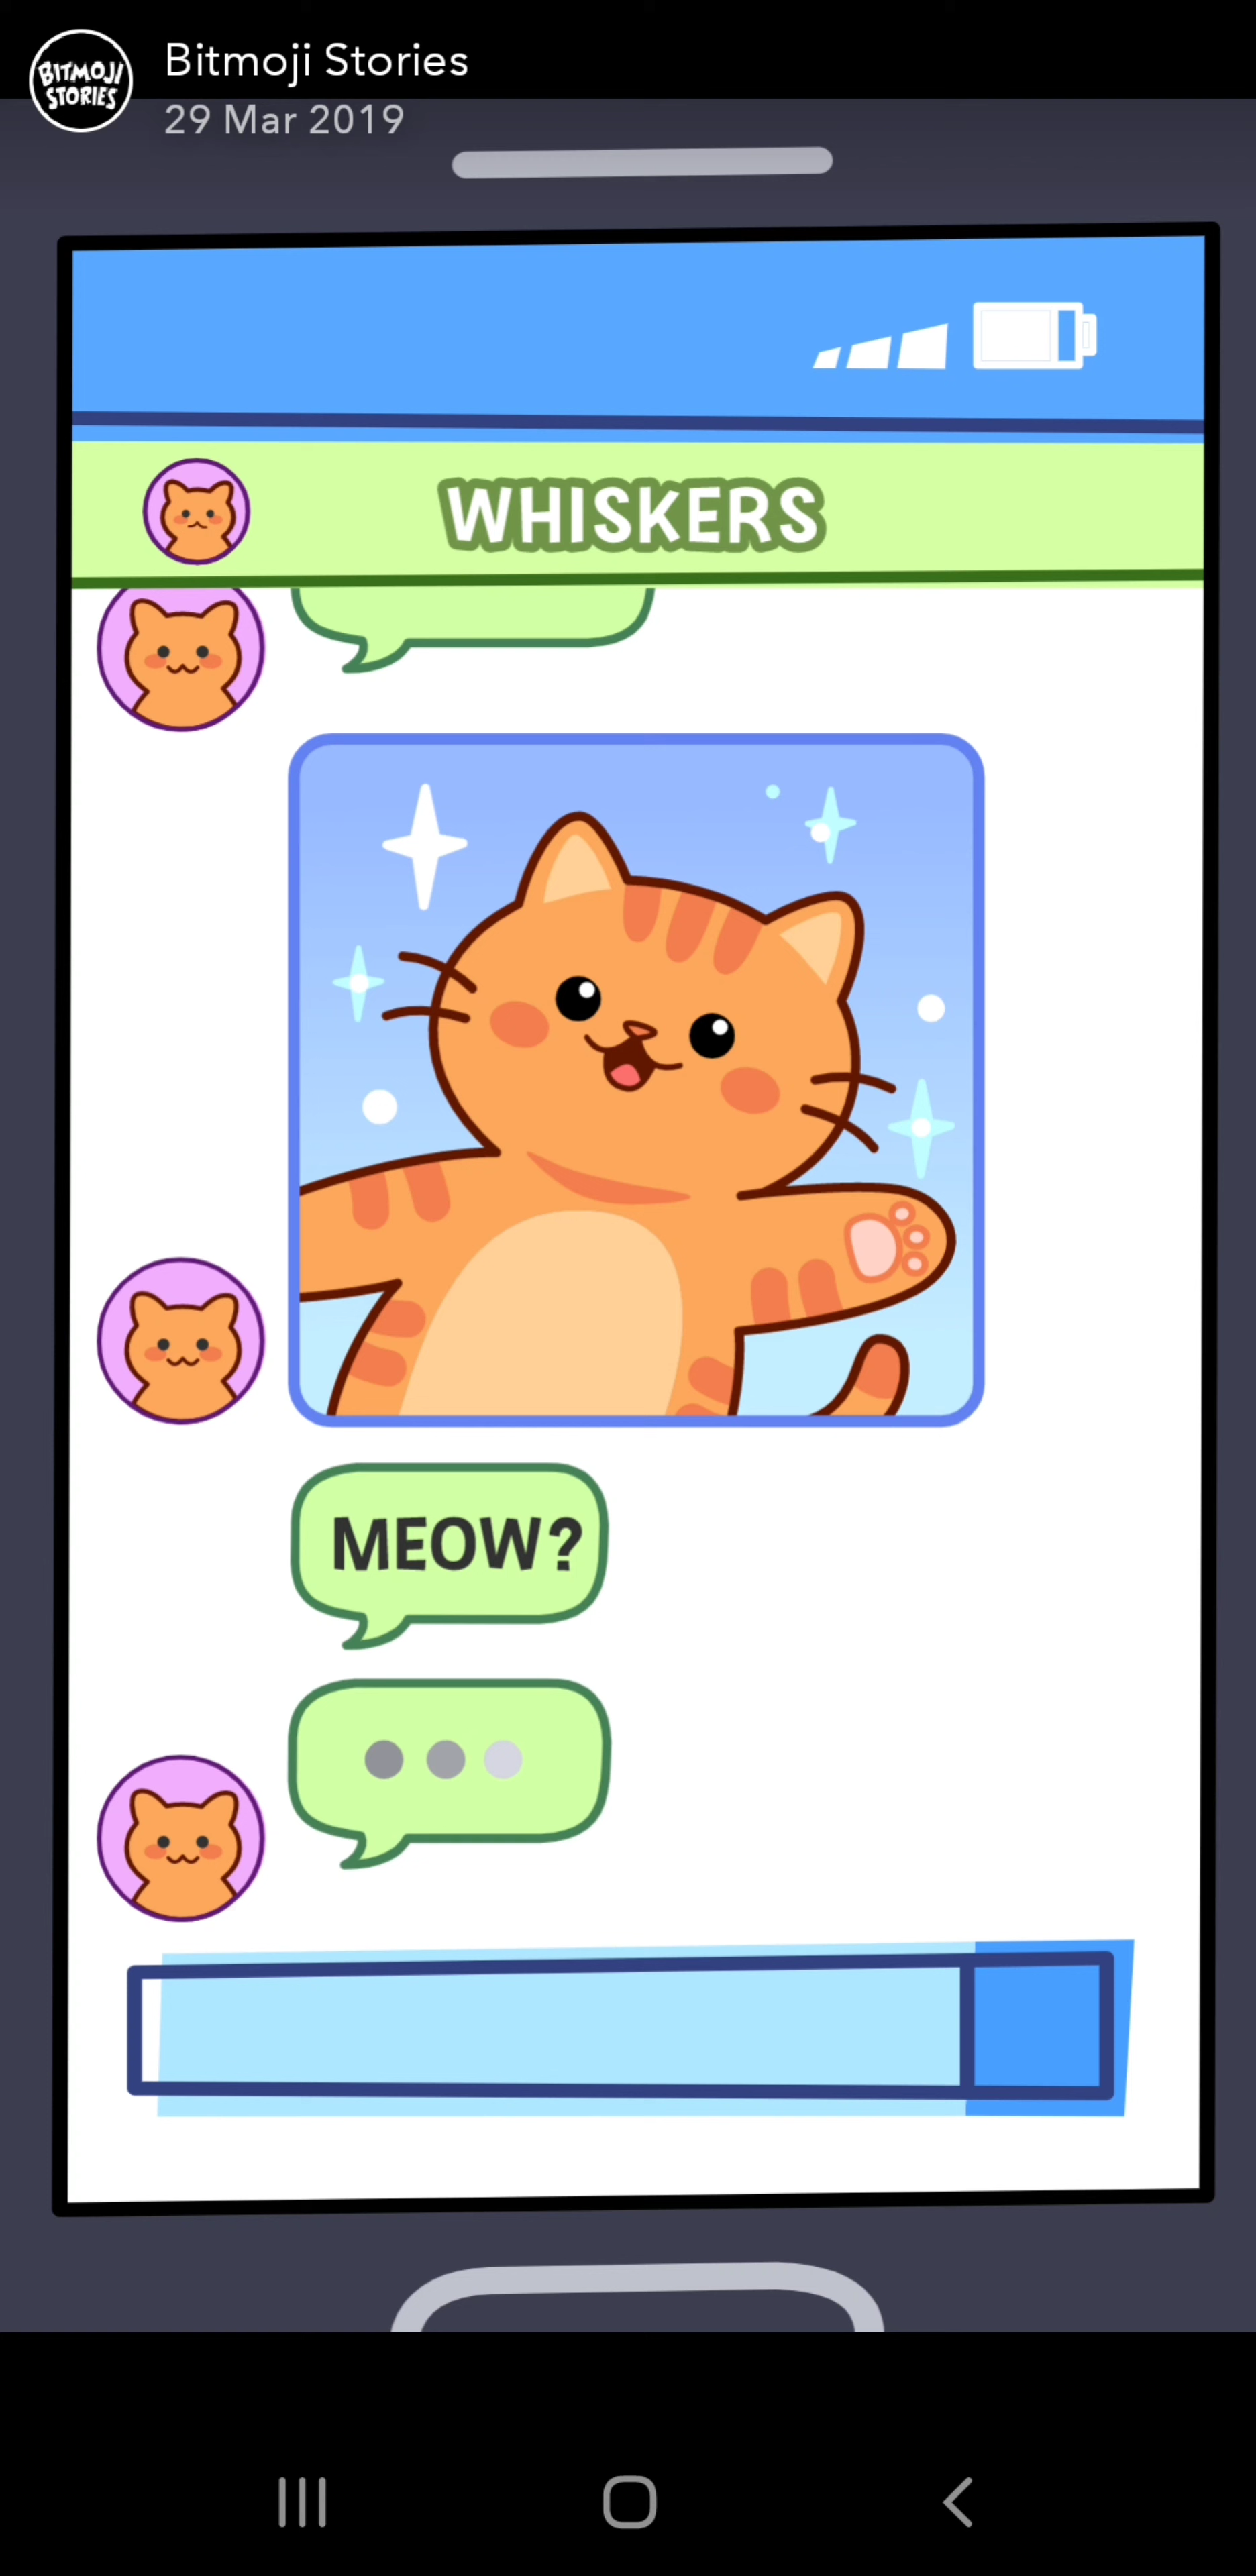 BITMOJI
STORIES
Bitmoji Stories
29 Mar 2019
WHISKERS
MEOW?